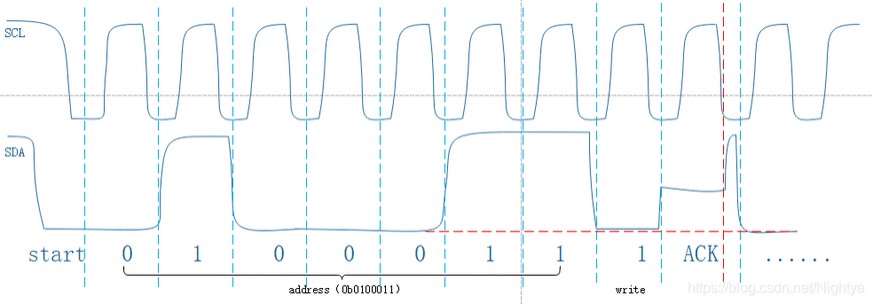 SCL
SDA
start 0 1 0 0 0 1 1 1 ACK ......
address（0b0100011） write
https://blog.csdn.net/Nightya